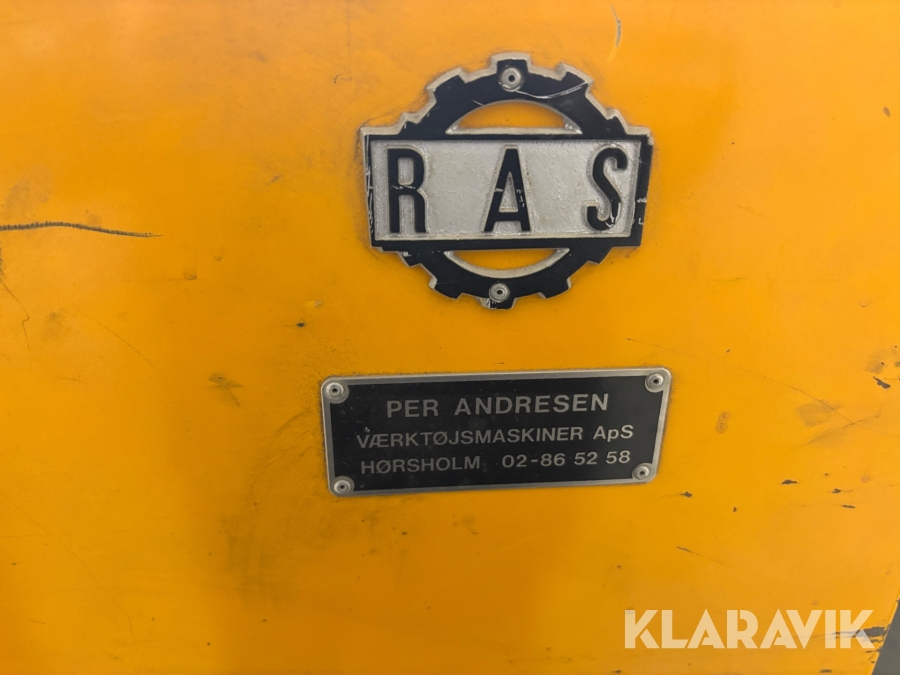 RAS
PER ANDRESEN
VÆRKTØJSMASKINER ApS
HØRSHOLM 02-86 52 58
KLARAVIK